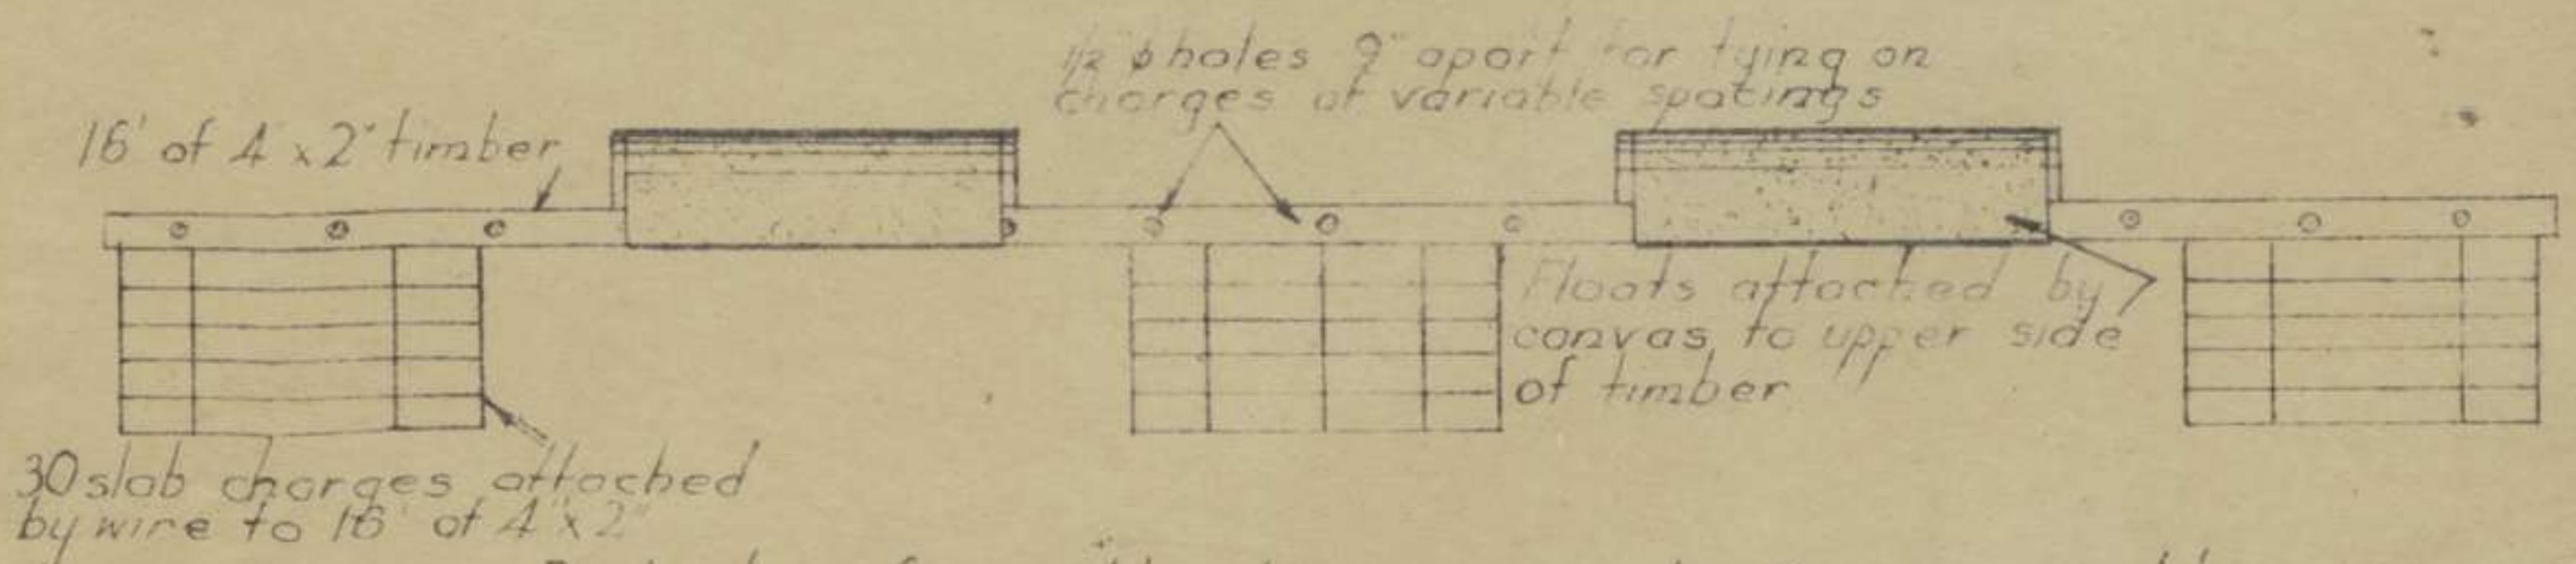 1/2" ϕ holes 9" apart for tying on
charges at variable spacings
16' of 4" x 2" timber
Floats attached by
canvas to upper side
of timber
30 slab charges attached
by wire to 16' of 4" x 2"